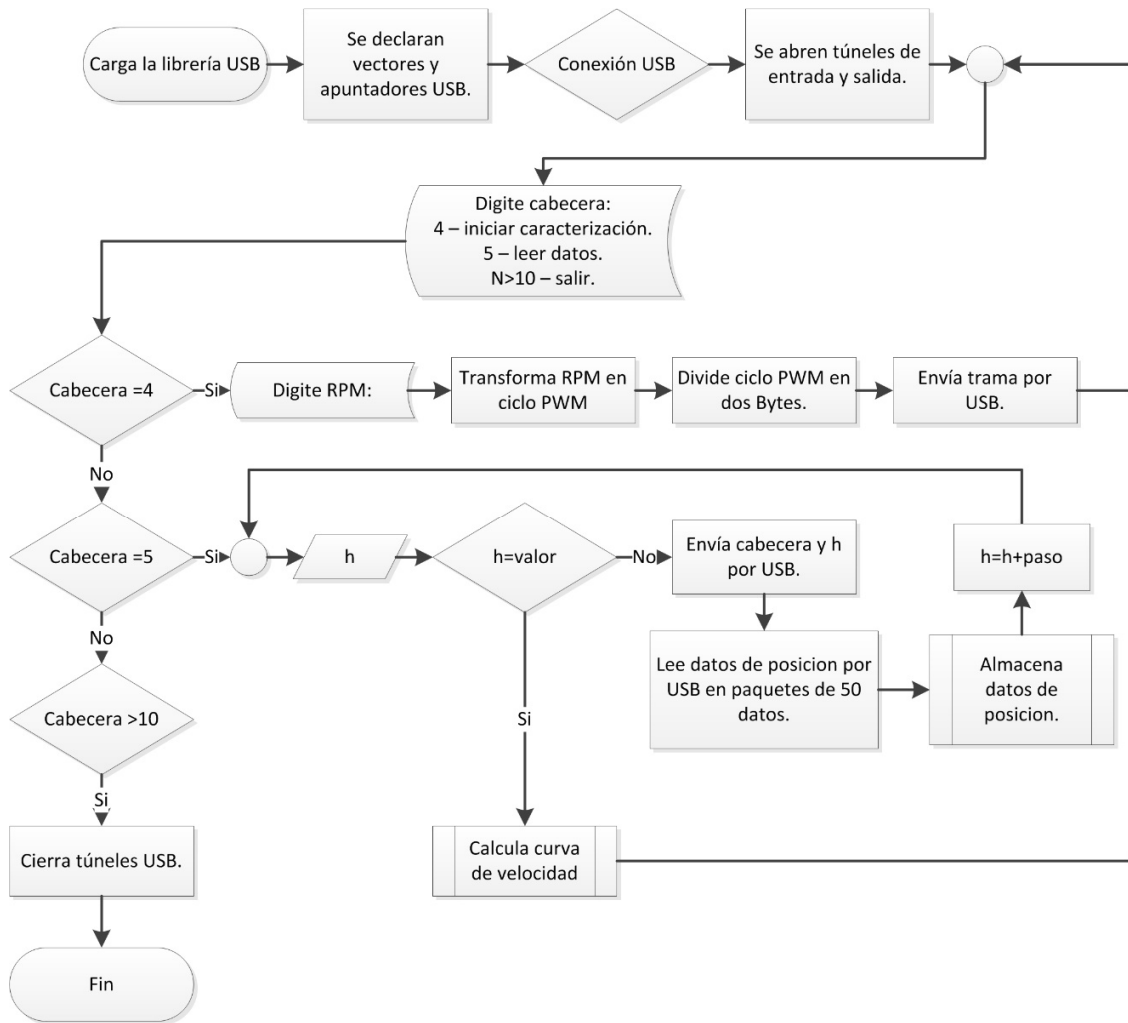 Carga la librería USB
Se declaran
vectores y
apuntadores USB.
Conexión USB
Se abren túneles de
entrada y salida.
Digite cabecera:
4 – iniciar caracterización.
5 – leer datos.
N>10 – salir.
Cabecera =4
Si
Digite RPM:
Transforma RPM en
ciclo PWM
Divide ciclo PWM en
dos Bytes.
Envía trama por
USB.
No
Cabecera =5
Si
h
h=valor
No
Envía cabecera y h
por USB.
h=h+paso
No
Lee datos de posicion por
USB en paquetes de 50
datos.
Almacena
datos de
posicion.
Cabecera >10
Si
Si
Cierra túneles USB.
Calcula curva
de velocidad
Fin